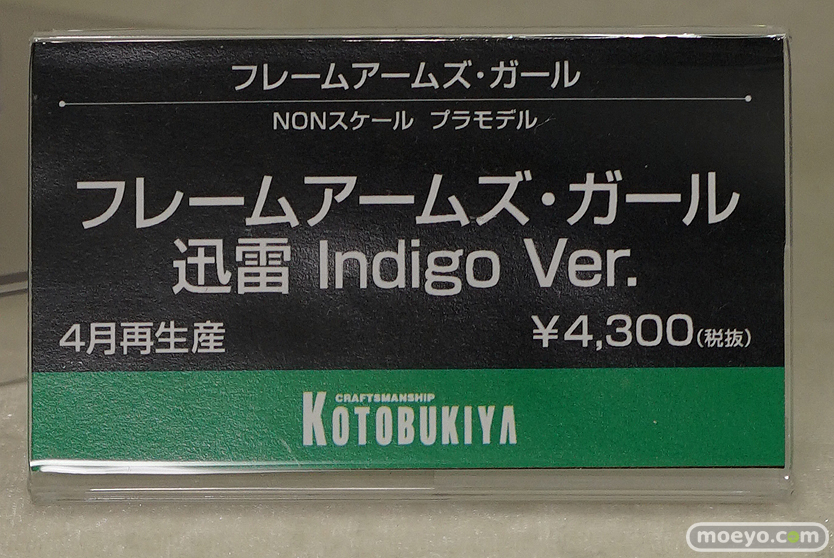 フレームアームズ・ガール
NONスケール プラモデル
フレームアームズ・ガール
迅雷 Indigo Ver.
4月再生産 ¥4,300(税抜)
CRAFTSMANSHIP
KOTOBUKIYA
moeyo.com